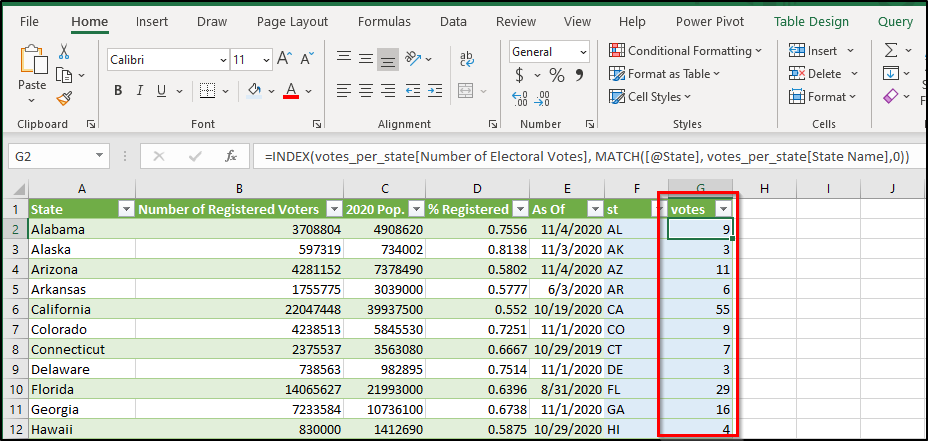 File Home Insert Draw Page Layout Formulas Data Review View Help Power Pivot Table Design Query
Paste
Calibri 11 A A
B I U A
ab
General
$ % 9
Conditional Formatting
Format as Table
Cell Styles
Insert
Delete
Format
Clipboard Font Alignment Number Styles Cells
G2 fx =INDEX(votes_per_state[Number of Electoral Votes], MATCH([@State], votes_per_state[State Name],0))
A B C D E F G H I J
1 State Number of Registered Voters 2020 Pop. % Registered As Of st votes
2 Alabama 3708804 4908620 0.7556 11/4/2020 AL 9
3 Alaska 597319 734002 0.8138 11/3/2020 AK 3
4 Arizona 4281152 7378490 0.5802 11/4/2020 AZ 11
5 Arkansas 1755775 3039000 0.5777 6/3/2020 AR 6
6 California 22047448 39937500 0.552 10/19/2020 CA 55
7 Colorado 4238513 5845530 0.7251 11/1/2020 CO 9
8 Connecticut 2375537 3563080 0.6667 10/29/2019 CT 7
9 Delaware 738563 982895 0.7514 11/1/2020 DE 3
10 Florida 14065627 21993000 0.6396 8/31/2020 FL 29
11 Georgia 7233584 10736100 0.6738 11/1/2020 GA 16
12 Hawaii 830000 1412690 0.5875 10/29/2020 HI 4